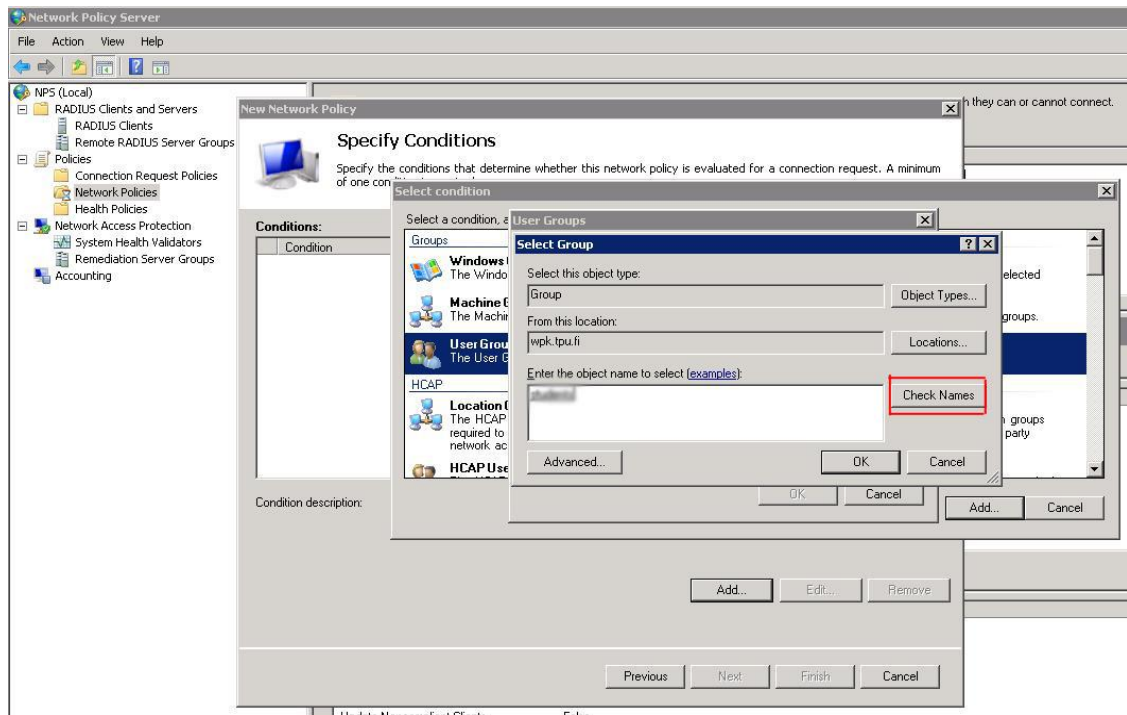 Network Policy Server
File Action View Help
NPS (Local)
RADIUS Clients and Servers
RADIUS Clients
Remote RADIUS Server Groups
Policies
Connection Request Policies
Network Policies
Health Policies
Network Access Protection
System Health Validators
Remediation Server Groups
Accounting
they can or cannot connect.
New Network Policy
Specify Conditions
Specify the conditions that determine whether this network policy is evaluated for a connection request. A minimum
of one
Conditions:
Condition
Condition description:
Add... Edit... Remove
Previous Next Finish Cancel
Select condition
Select a condition,
Groups
Windows
The Windo
Machine G
The Machin
User Grou
The User G
HCAP
Location
The HCAP
required to
network ac
HCAP Use
elected
groups.
groups
party
Add... Cancel
User Groups
OK Cancel
Select Group
Select this object type:
Group
Object Types...
From this location:
wpk.tpu.fi
Locations...
Enter the object name to select (examples):
Check Names
Advanced...
OK Cancel